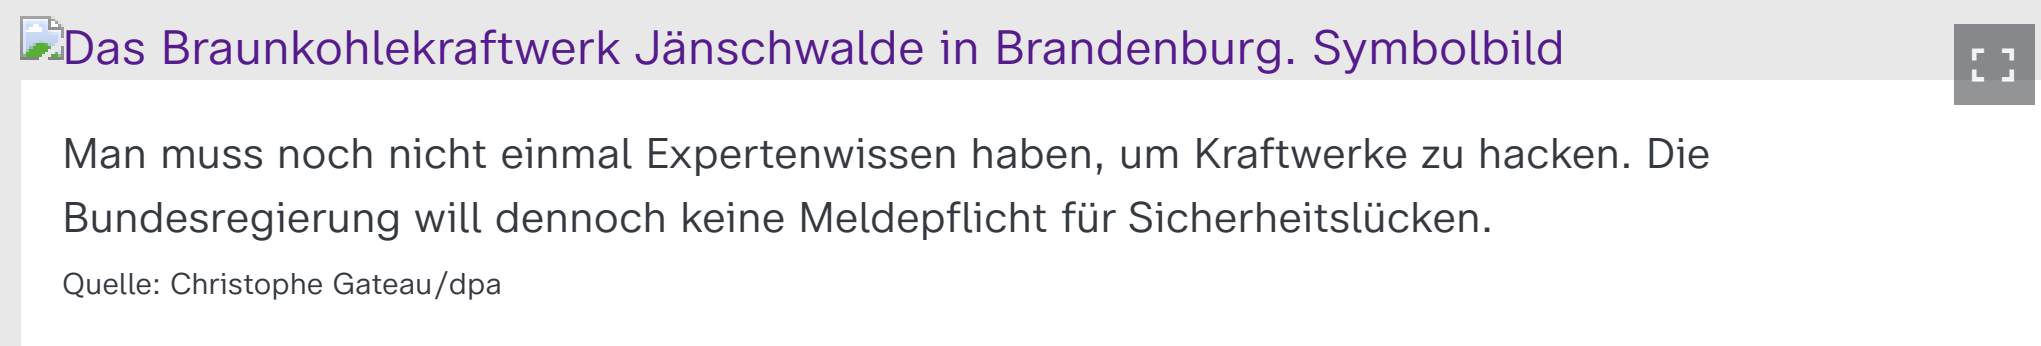 Das Braunkohlekraftwerk Jänschwalde in Brandenburg. Symbolbild
Man muss noch nicht einmal Expertenwissen haben, um Kraftwerke zu hacken. Die
Bundesregierung will dennoch keine Meldepflicht für Sicherheitslücken.
Quelle: Christophe Gateau/dpa